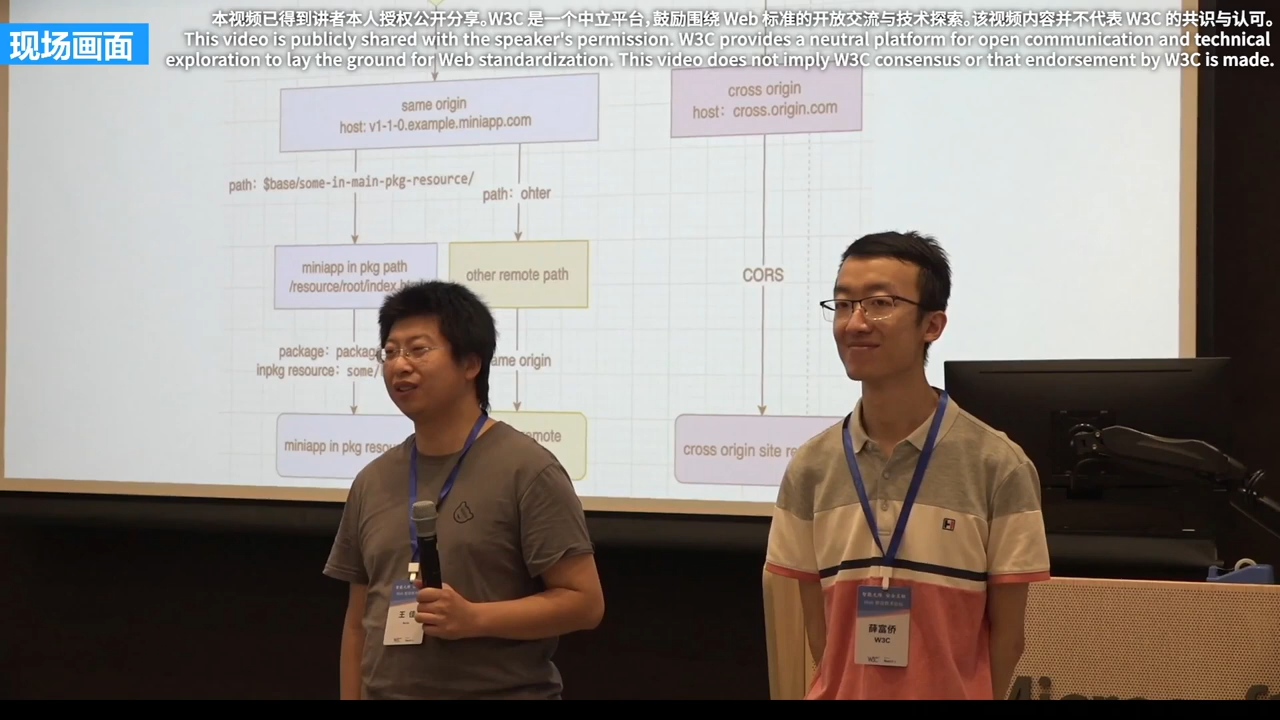 本视频已得到讲者本人授权公开分享。W3C 是一个中立平台，鼓励围绕 Web 标准的开放交流与技术探索。该视频内容并不代表 W3C 的共识与认可。
This video is publicly shared with the speaker's permission. W3C provides a neutral platform for open communication and technical
exploration to lay the ground for Web standardization. This video does not imply W3C consensus or that endorsement by W3C is made.
现场画面
same origin
host: v1-1-0.example.miniapp.com
cross origin
host: cross.origin.com
path: $base/some-in-main-pkg-resource/
path: ohter
miniapp in pkg path
/resource/root/index
other remote path
CORS
package:
inpkg resource: some/
same origin
miniapp in pkg
cross origin site
王
薛富侨
W3C